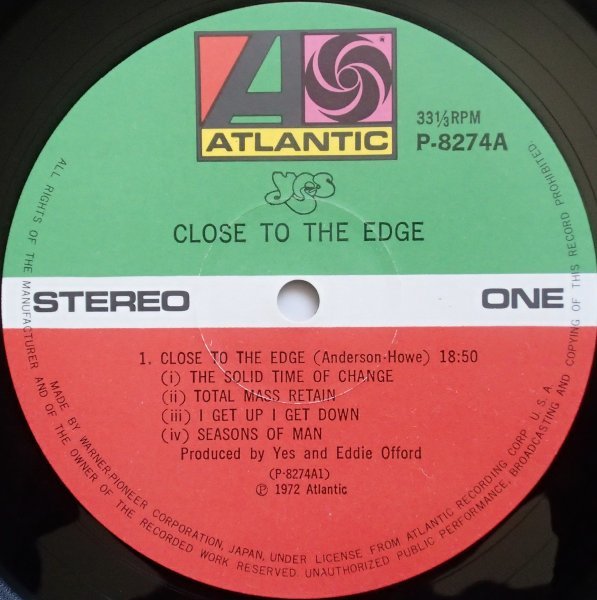 ATLANTIC
33⅓RPM
P-8274A
yes
CLOSE TO THE EDGE
STEREO
ONE
1. CLOSE TO THE EDGE (Anderson-Howe) 18:50
(i) THE SOLID TIME OF CHANGE
(ii) TOTAL MASS RETAIN
(iii) I GET UP I GET DOWN
(iv) SEASONS OF MAN
Produced by Yes and Eddie Offord
(P-8274A1)
Ⓟ 1972 Atlantic
MADE BY WARNER-PIONEER CORPORATION, JAPAN, UNDER LICENSE FROM ATLANTIC RECORDING CORP. U.S.A.
ALL RIGHTS OF THE MANUFACTURER AND OF THE OWNER OF THE RECORDED WORK RESERVED. UNAUTHORIZED PUBLIC PERFORMANCE, BROADCASTING AND COPYING OF THIS RECORD PROHIBITED.